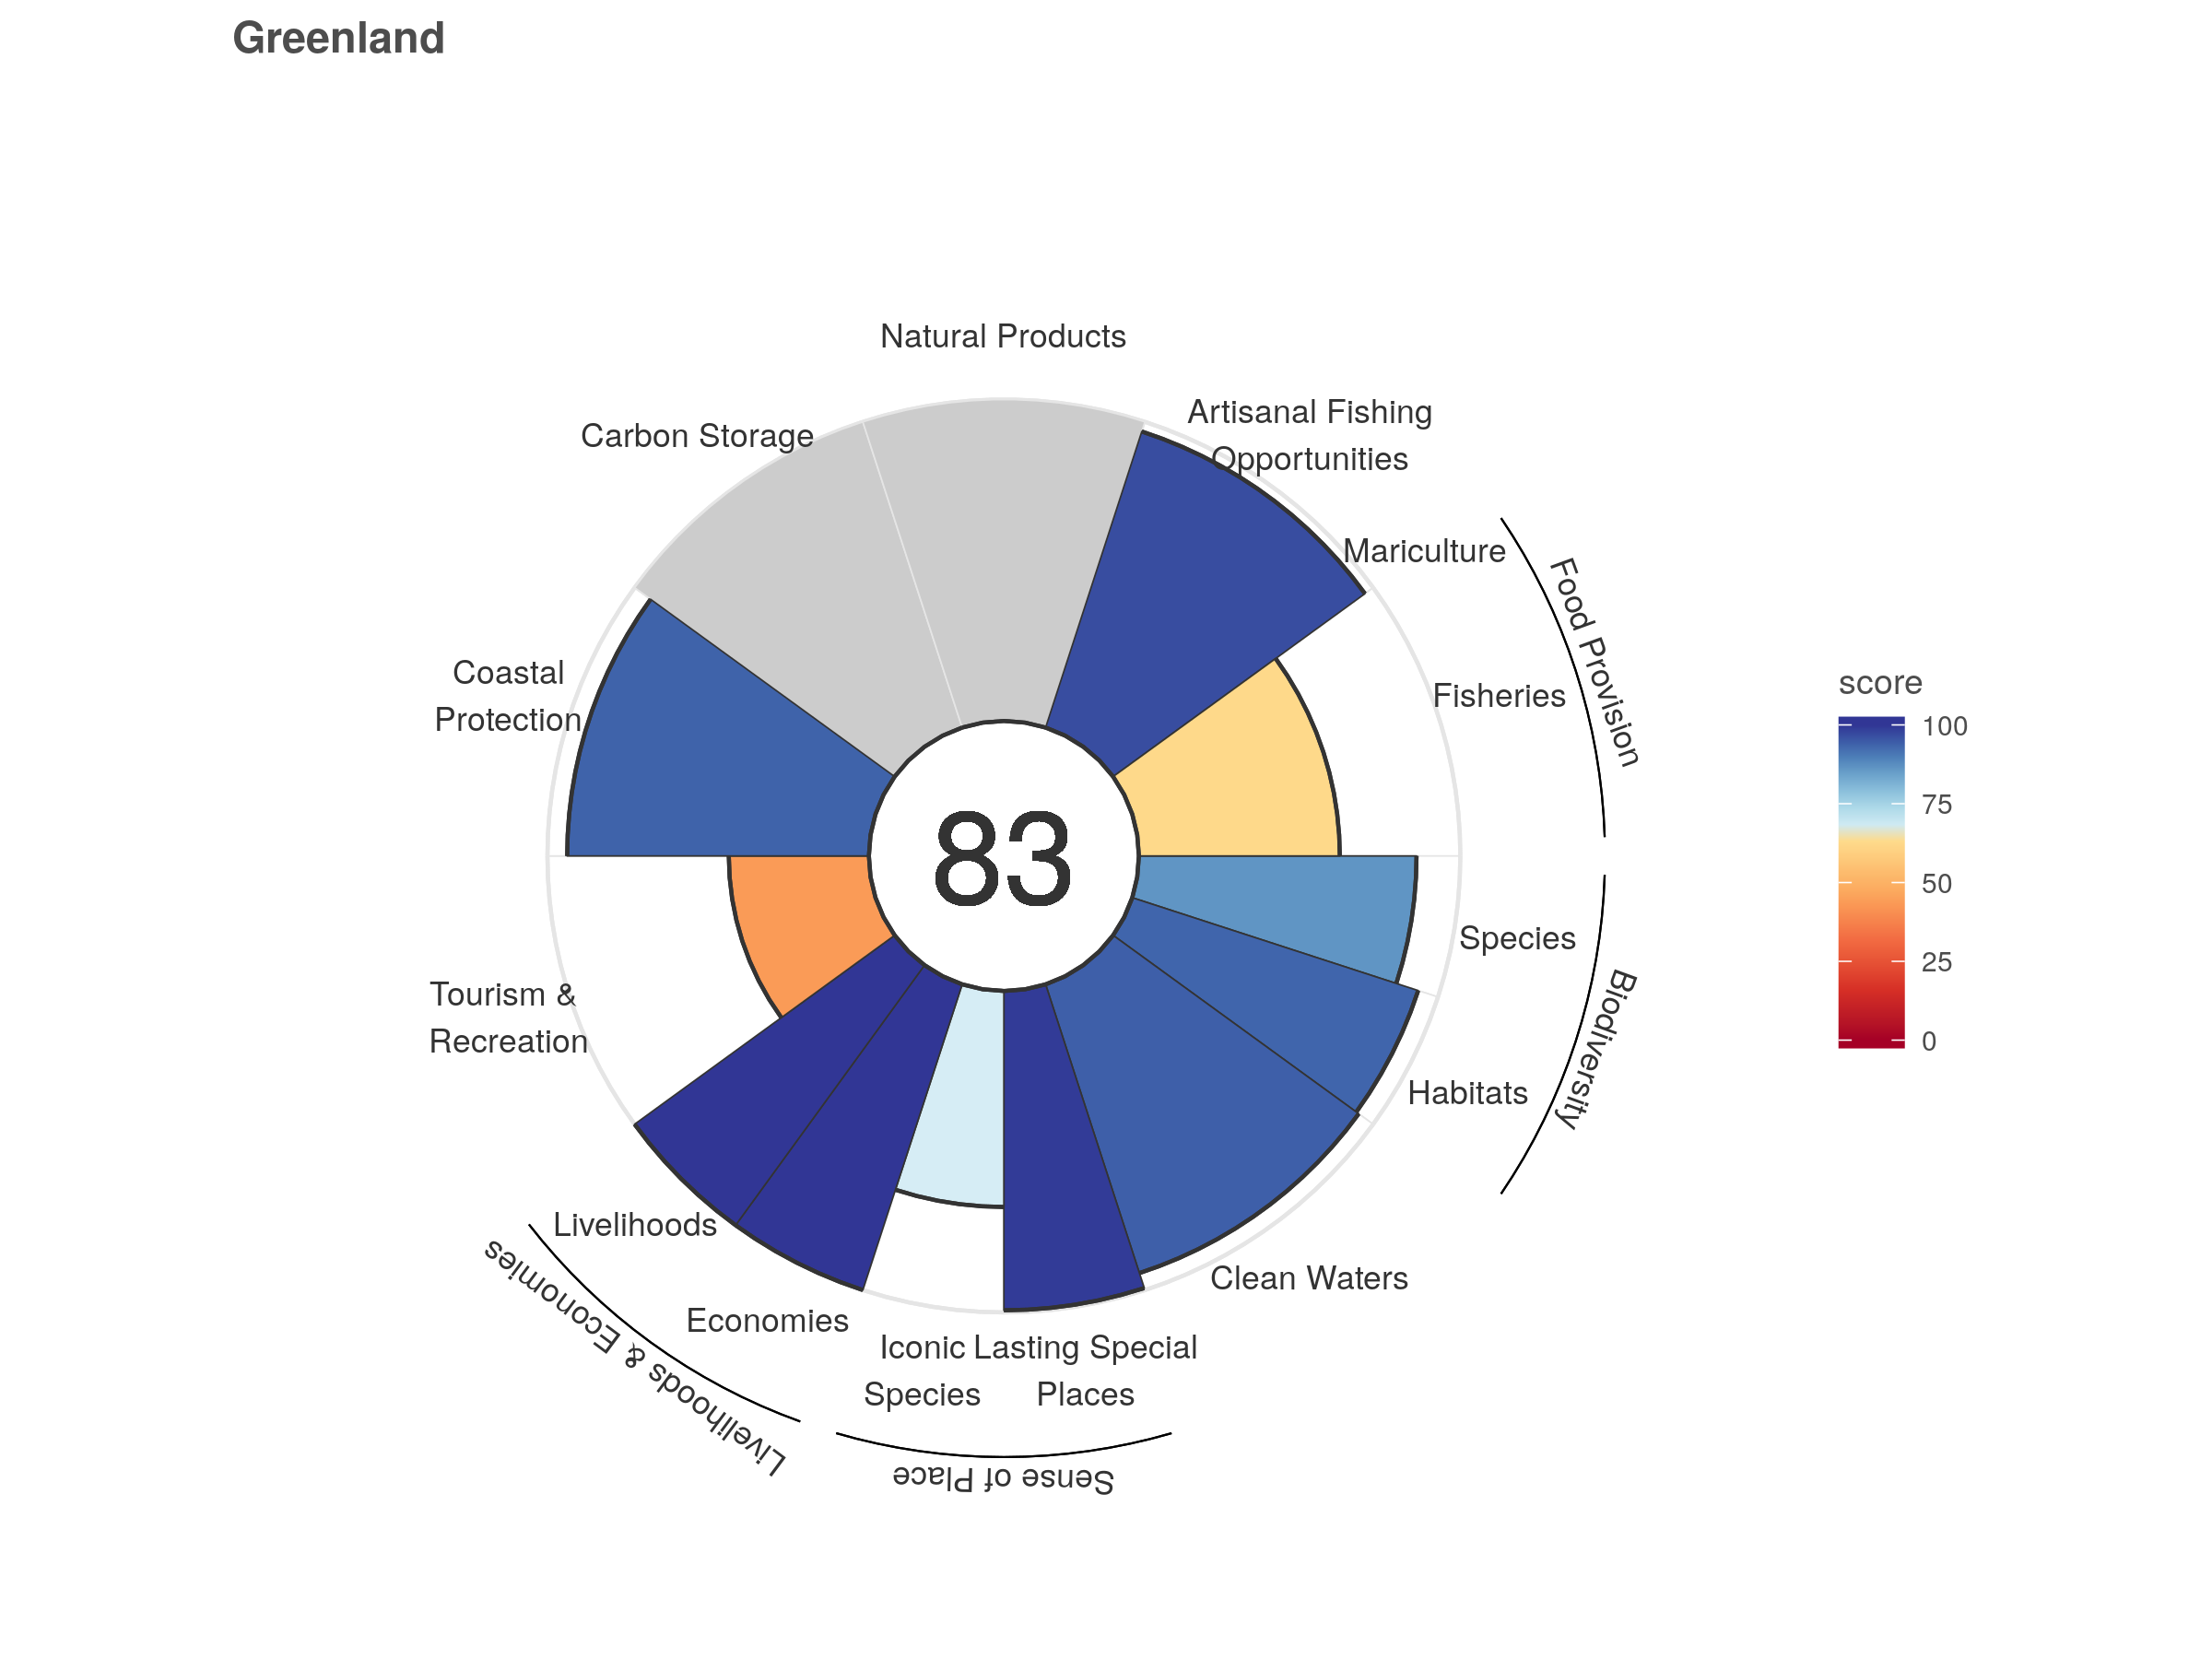 Greenland
Natural Products
Artisanal Fishing
Opportunities
Carbon Storage
Mariculture
Food Provision
Fisheries
Coastal
Protection
score
100
75
50
25
0
83
Species
Biodiversity
Tourism &
Recreation
Habitats
Livelihoods
Livelihoods & Economies
Clean Waters
Economies
Iconic
Species
Lasting Special
Places
Sense of Place